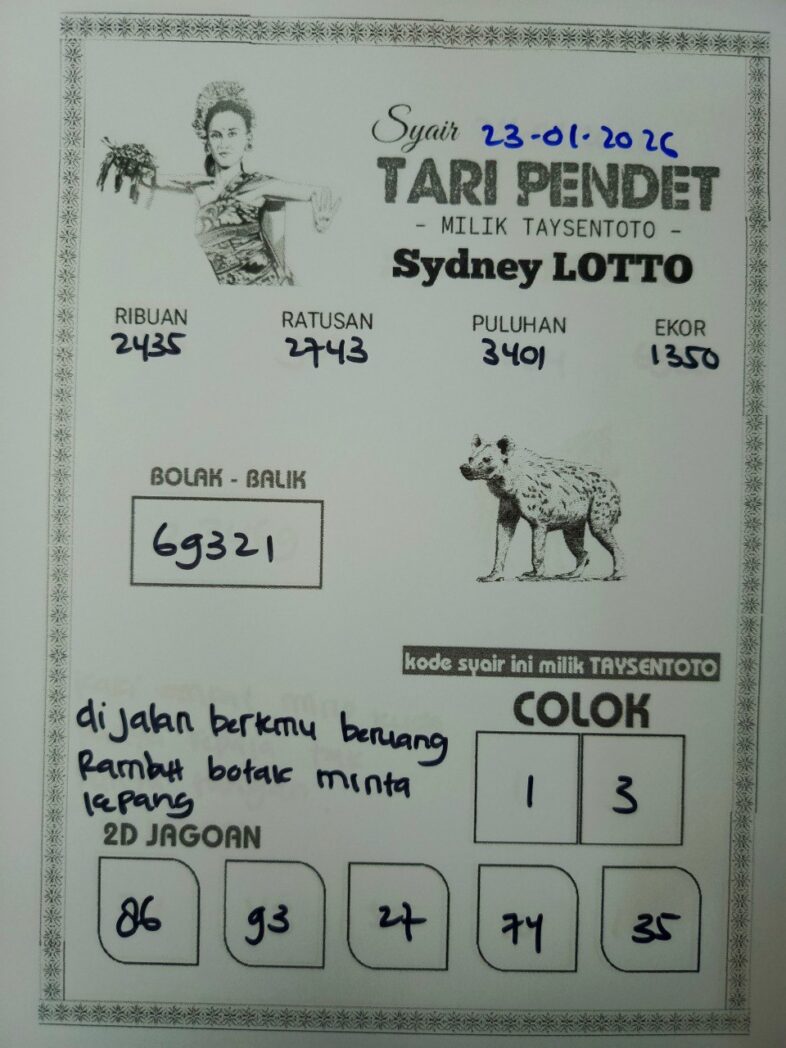 Syair 23-01-2026
TARI PENDET
- MILIK TAYSENTOTO -
Sydney LOTTO
RIBUAN RATUSAN PULUHAN EKOR
2435 2743 3401 1350
BOLAK - BALIK
69321
kode syair ini milik TAYSENTOTO
COLOK
1 3
di jalan bertemu beruang
Rambut botak minta
kepang
2D JAGOAN
86 93 27 74 35